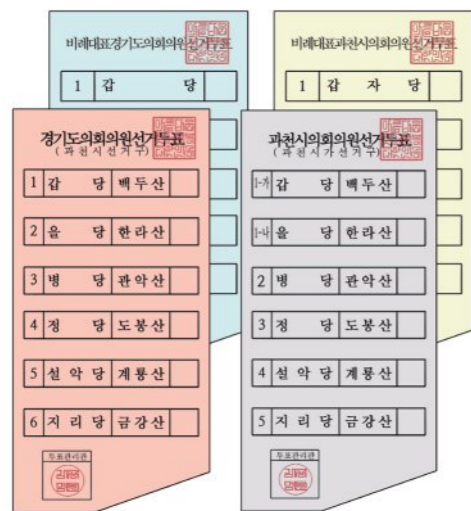 비례대표경기도의회의원선거투표
1 갑 당
비례대표과천시의회의원선거투표
1 갑 자 당
경기도의회의원선거투표
(과천시선거구)
1 갑 당 백두산
2 을 당 한라산
3 병 당 관악산
4 정 당 도봉산
5 설악당 계룡산
6 지리당 금강산
투표관리관
과천시의회의원선거투표
(과천시가선거구)
1-가 갑 당 백두산
1-나 을 당 한라산
2 병 당 관악산
3 정 당 도봉산
4 설악당 계룡산
5 지리당 금강산
투표관리관